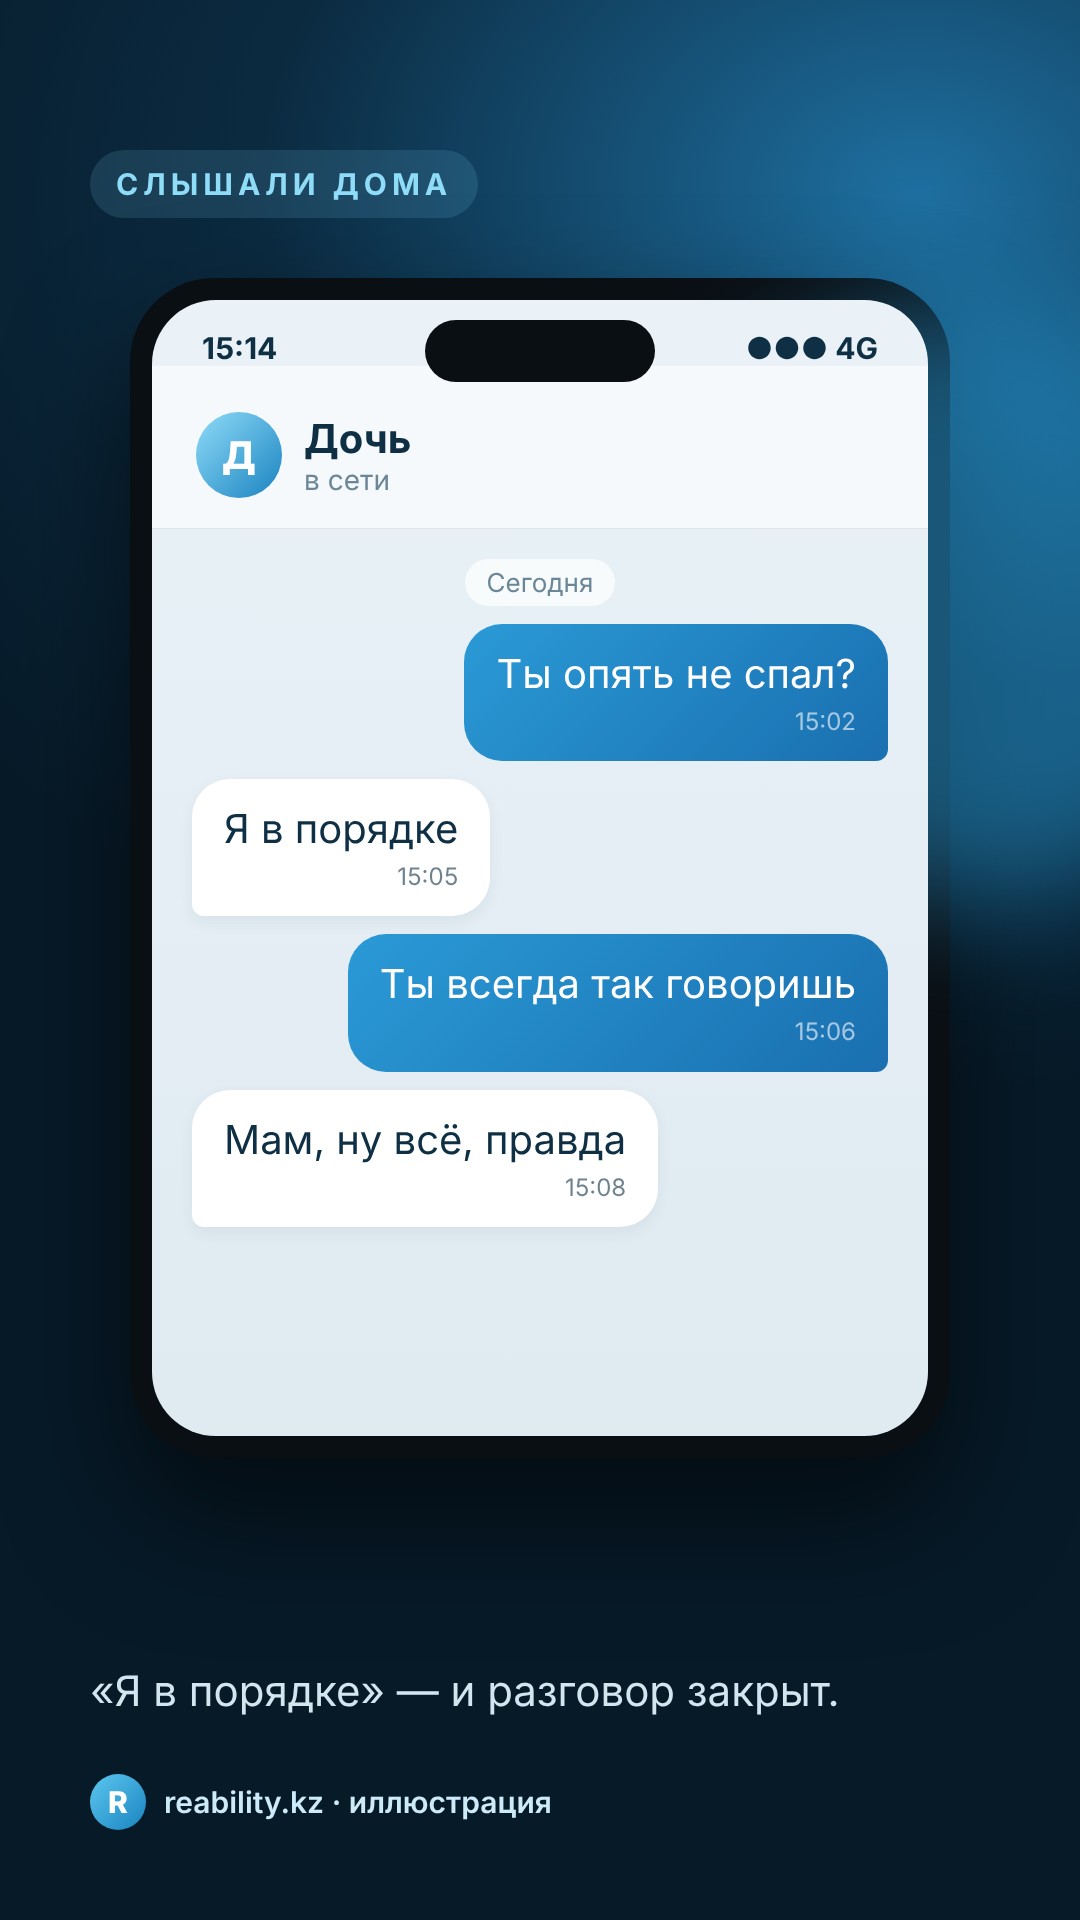 СЛЫШАЛИ ДОМА
15:14
4G
Д
Дочь
в сети
Сегодня
Ты опять не спал?
15:02
Я в порядке
15:05
Ты всегда так говоришь
15:06
Мам, ну всё, правда
15:08
«Я в порядке» — и разговор закрыт.
R
reability.kz · иллюстрация